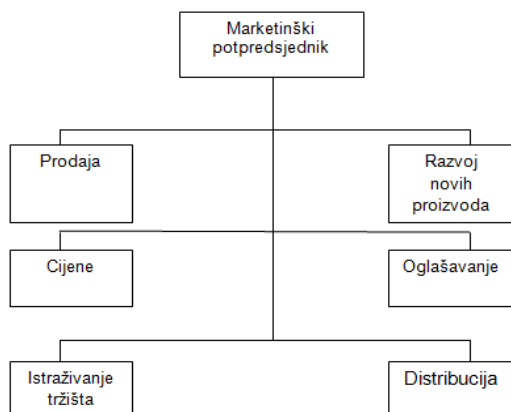 Marketinški
potpredsjednik
Prodaja
Razvoj
novih
proizvoda
Cijene
Oglašavanje
Istraživanje
tržišta
Distribucija